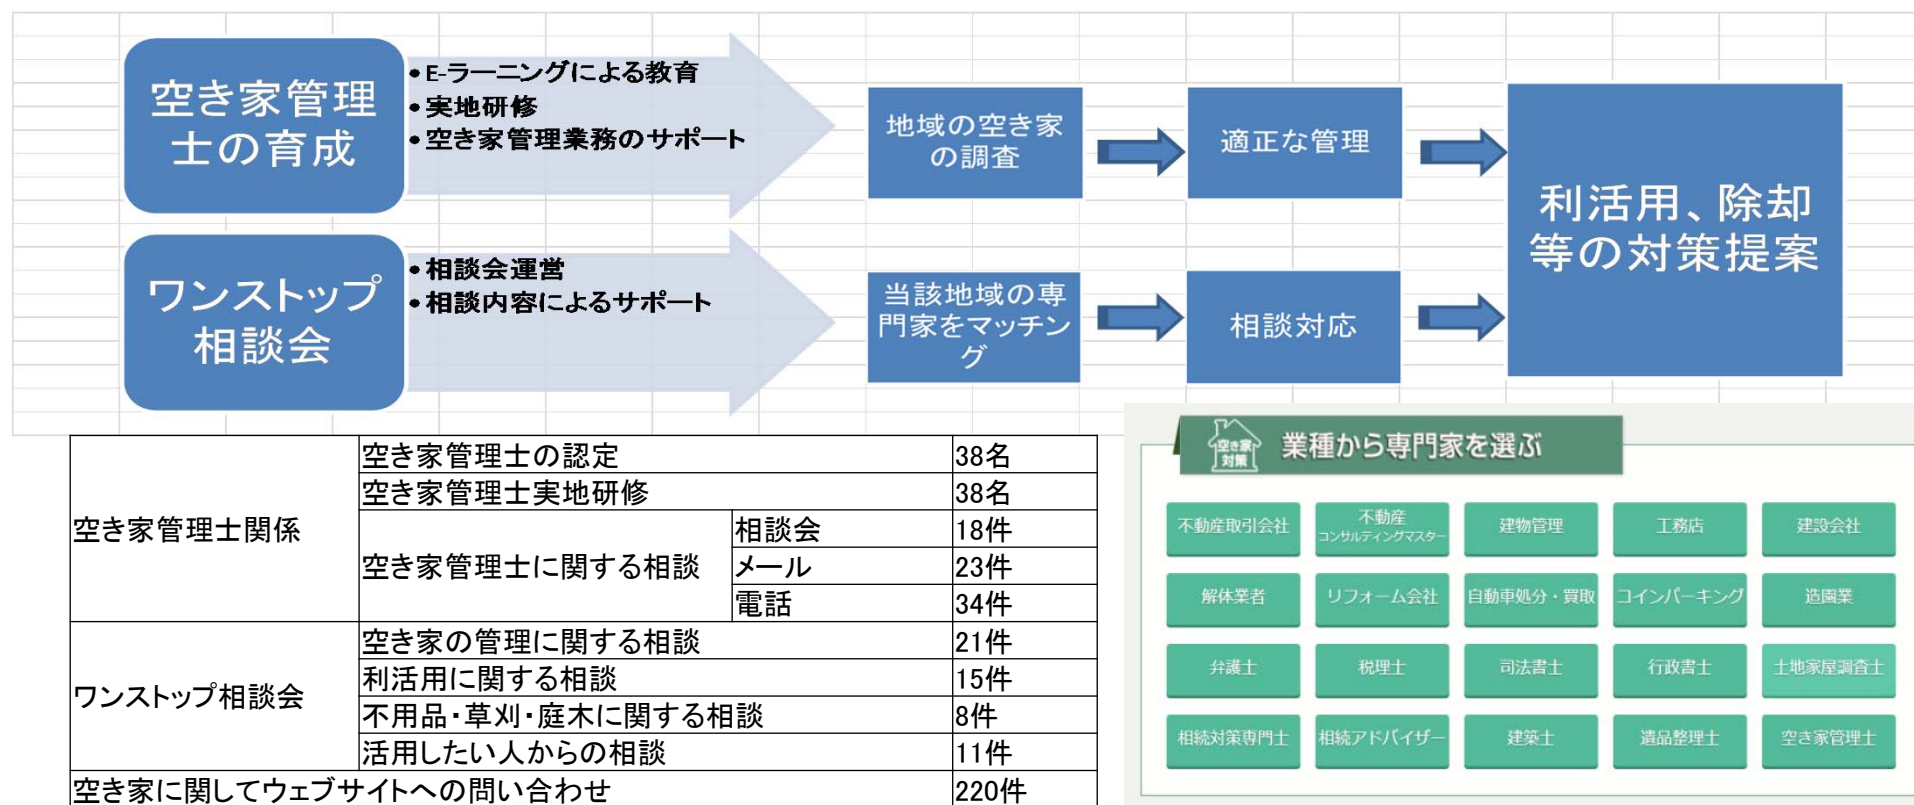 空き家管理
士の育成
•E-ラーニングによる教育
•実地研修
•空き家管理業務のサポート
地域の空き家
の調査
適正な管理
利活用、除却
等の対策提案
ワンストップ
相談会
•相談会運営
•相談内容によるサポート
当該地域の専
門家をマッチン
グ
相談対応
空き家管理士関係
空き家管理士の認定 38名
空き家管理士実地研修 38名
空き家管理士に関する相談
相談会 18件
メール 23件
電話 34件
ワンストップ相談会
空き家の管理に関する相談 21件
利活用に関する相談 15件
不用品・草刈・庭木に関する相談 8件
活用したい人からの相談 11件
空き家に関してウェブサイトへの問い合わせ 220件
空き家
対策
業種から専門家を選ぶ
不動産取引会社
不動産
コンサルティングマスター
建物管理
工務店
建設会社
解体業者
リフォーム会社
自動車処分・買取
コインパーキング
造園業
弁護士
税理士
司法書士
行政書士
土地家屋調査士
相続対策専門士
相続アドバイザー
建築士
遺品整理士
空き家管理士